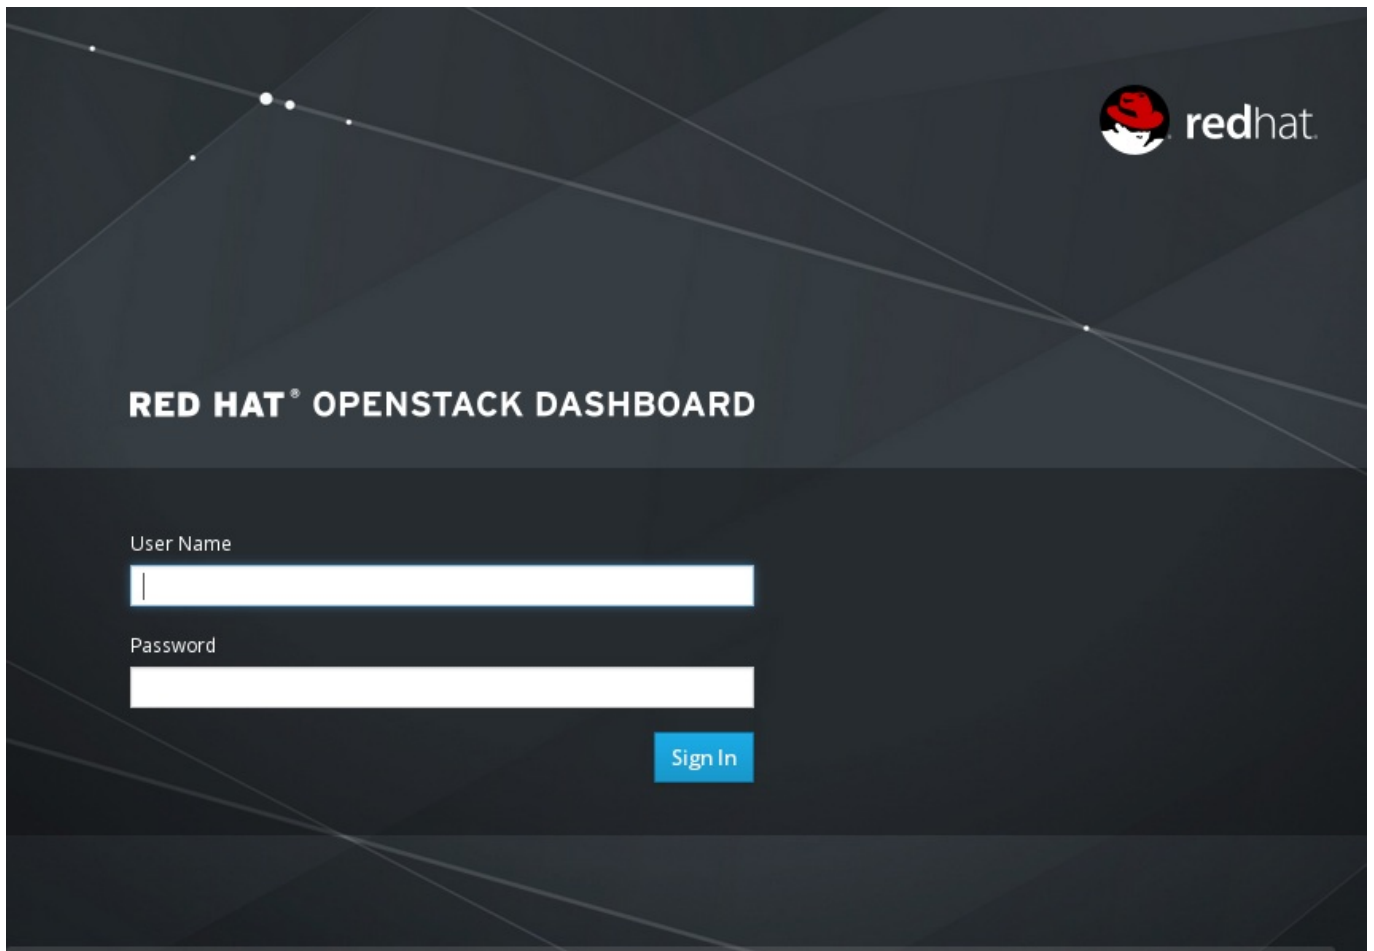 redhat.
RED HAT® OPENSTACK DASHBOARD
User Name
Password
Sign In